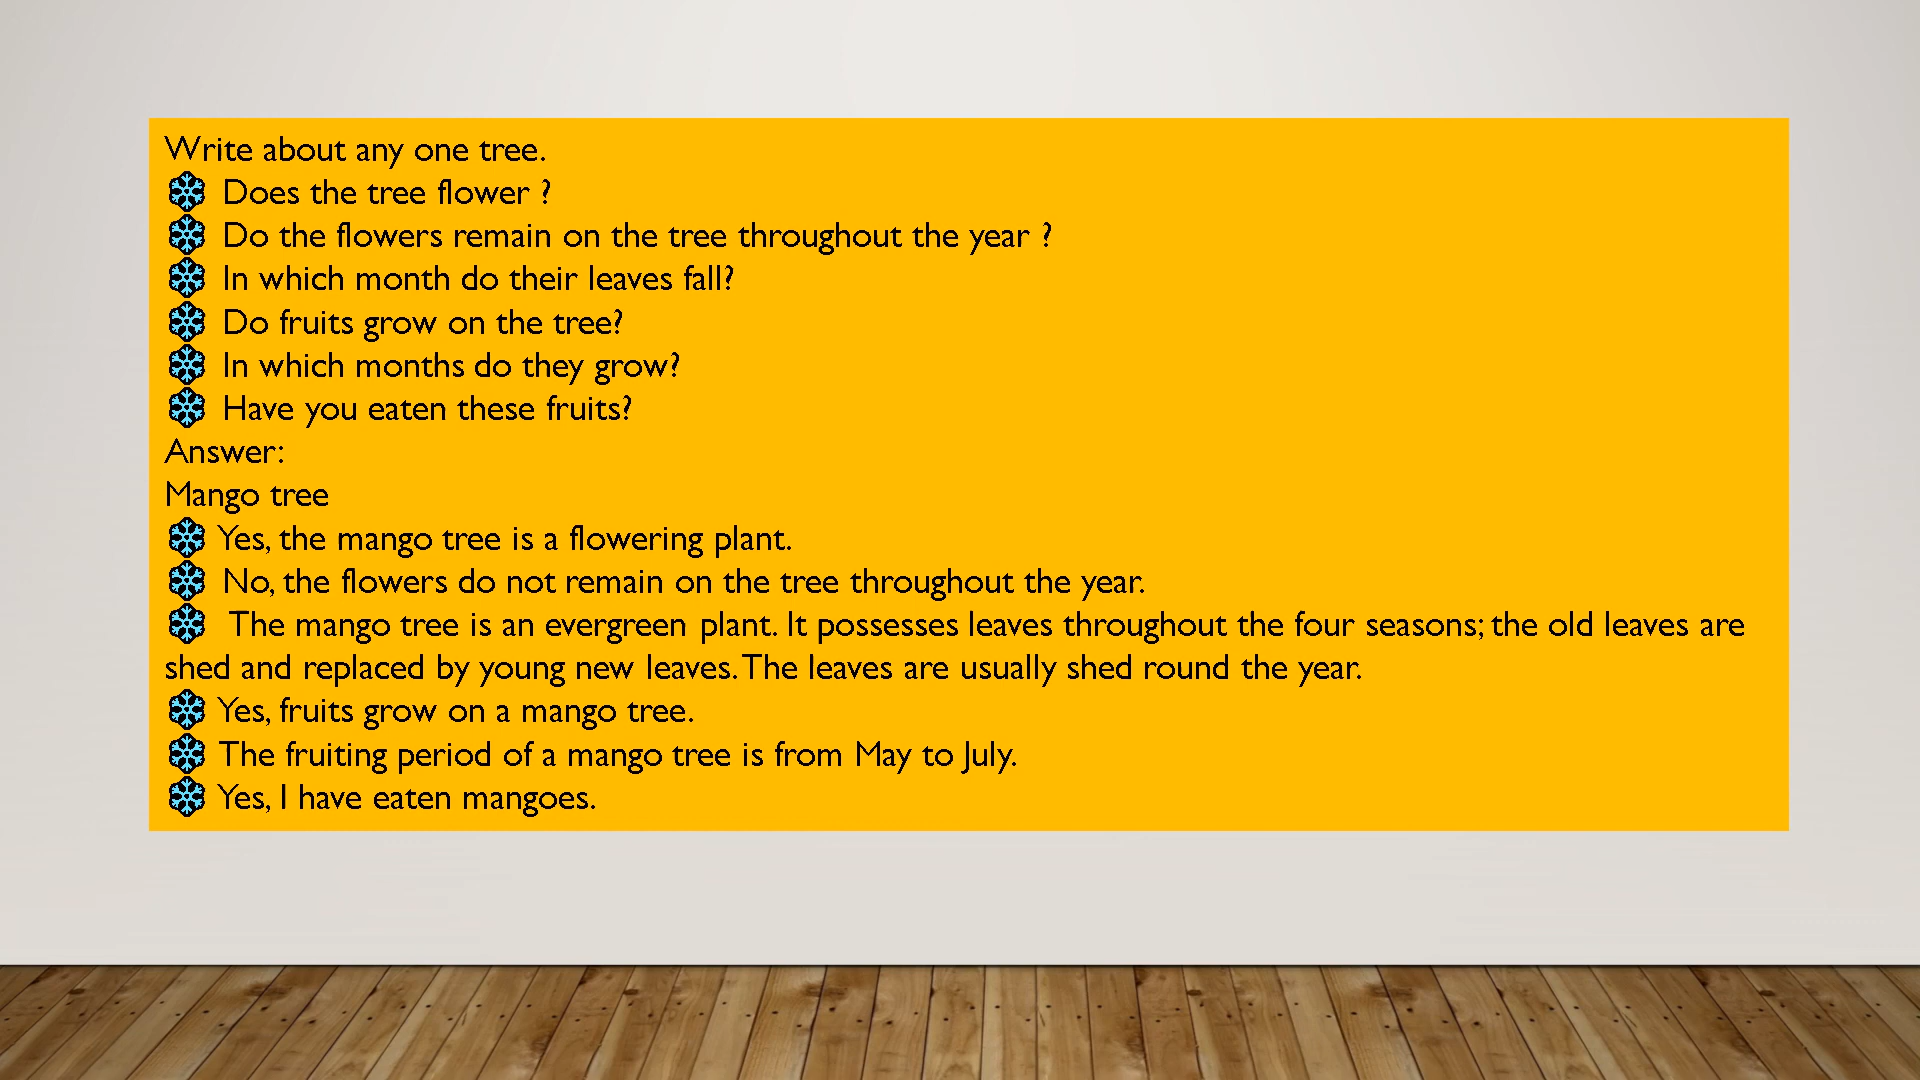 Write about any one tree.
❄ Does the tree flower ?
❄ Do the flowers remain on the tree throughout the year ?
❄ In which month do their leaves fall?
❄ Do fruits grow on the tree?
❄ In which months do they grow?
❄ Have you eaten these fruits?
Answer:
Mango tree
❄ Yes, the mango tree is a flowering plant.
❄ No, the flowers do not remain on the tree throughout the year.
❄ The mango tree is an evergreen plant. It possesses leaves throughout the four seasons; the old leaves are
shed and replaced by young new leaves. The leaves are usually shed round the year.
❄ Yes, fruits grow on a mango tree.
❄ The fruiting period of a mango tree is from May to July.
❄ Yes, I have eaten mangoes.